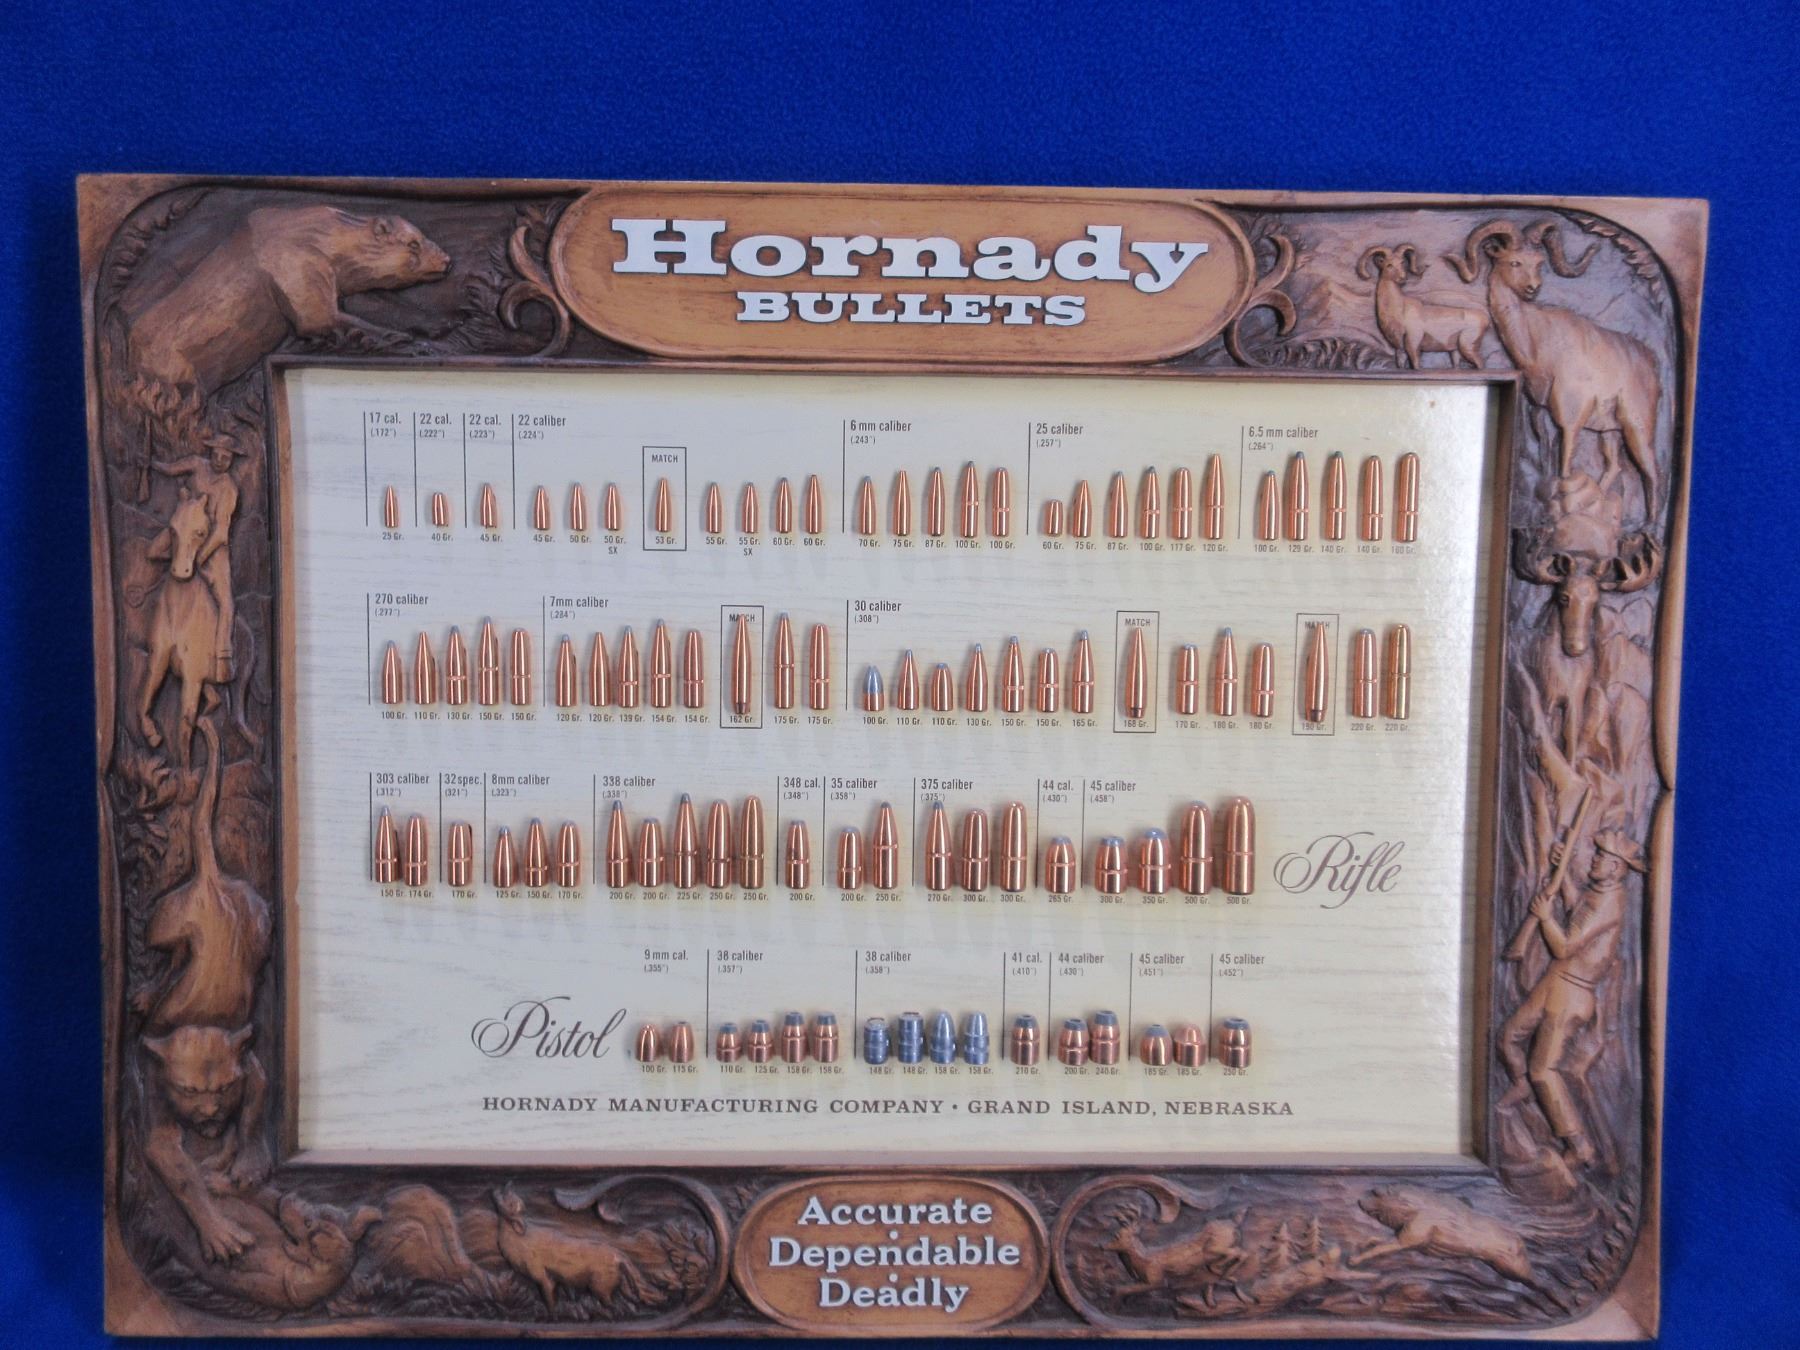 Hornady
BULLETS
17 cal. 22 cal. 22 cal. 22 caliber 6 mm caliber 25 caliber 6.5 mm caliber
(.172") (.222") (.223") (.224") (.243") (.257") (.264")
MATCH
25 Gr. 40 Gr. 45 Gr. 45 Gr. 50 Gr. 50 Gr. 53 Gr. 55 Gr. 55 Gr. 60 Gr. 60 Gr. 70 Gr. 75 Gr. 87 Gr. 100 Gr. 100 Gr. 60 Gr. 75 Gr. 87 Gr. 100 Gr. 117 Gr. 120 Gr. 100 Gr. 129 Gr. 140 Gr. 140 Gr. 160 Gr.
SX SX
270 caliber 7mm caliber 30 caliber
(.277") (.284") (.308")
MATCH MATCH MATCH
100 Gr. 110 Gr. 130 Gr. 150 Gr. 150 Gr. 120 Gr. 120 Gr. 139 Gr. 154 Gr. 154 Gr. 162 Gr. 175 Gr. 175 Gr. 100 Gr. 110 Gr. 110 Gr. 130 Gr. 150 Gr. 150 Gr. 165 Gr. 168 Gr. 170 Gr. 180 Gr. 180 Gr. 190 Gr. 220 Gr. 220 Gr.
303 caliber 32 spec. 8mm caliber 338 caliber 348 cal. 35 caliber 375 caliber 44 cal. 45 caliber
(.312") (.321") (.323") (.338") (.348") (.358") (.375") (.430") (.458")
150 Gr. 174 Gr. 170 Gr. 125 Gr. 150 Gr. 170 Gr. 200 Gr. 200 Gr. 225 Gr. 250 Gr. 250 Gr. 200 Gr. 200 Gr. 250 Gr. 270 Gr. 300 Gr. 300 Gr. 265 Gr. 300 Gr. 350 Gr. 500 Gr. 500 Gr.
Rifle
9 mm cal. 38 caliber 38 caliber 41 cal. 44 caliber 45 caliber 45 caliber
(.355") (.357") (.358") (.410") (.430") (.451") (.452")
Pistol
100 Gr. 115 Gr. 110 Gr. 125 Gr. 158 Gr. 158 Gr. 148 Gr. 148 Gr. 158 Gr. 158 Gr. 210 Gr. 200 Gr. 240 Gr. 185 Gr. 185 Gr. 250 Gr.
HORNADY MANUFACTURING COMPANY • GRAND ISLAND, NEBRASKA
Accurate
•
Dependable
•
Deadly